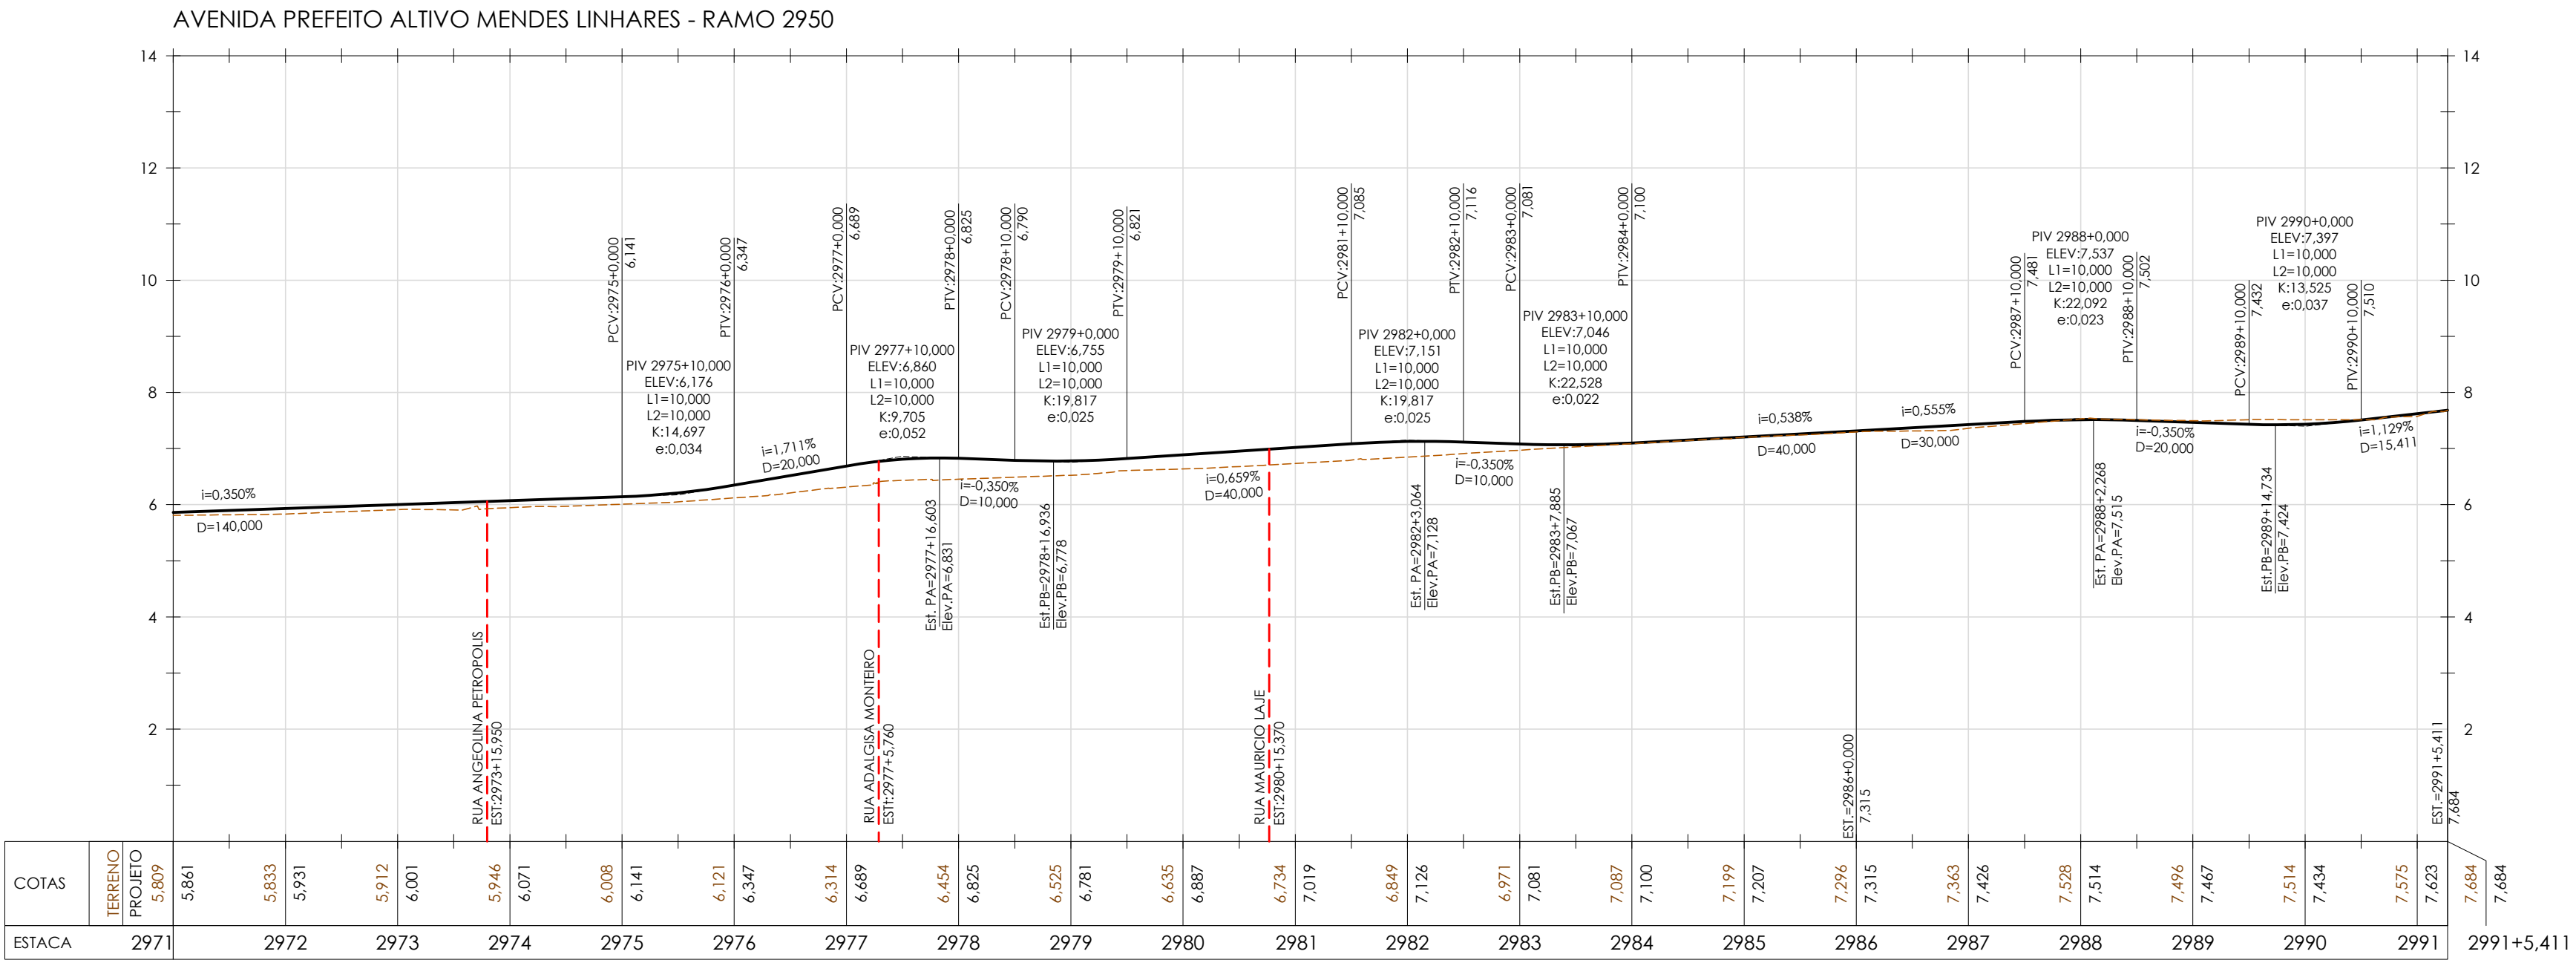 AVENIDA PREFEITO ALTIVO MENDES LINHARES - RAMO 2950
14
12
10
8
6
4
2
14
12
10
8
6
4
2
i=0,350%
D=140,000
RUA ANGEOLINA PETROPOLIS
EST:2973+15,950
PCV:2975+0,000
6,141
PIV 2975+10,000
ELEV:6,176
L1=10,000
L2=10,000
K:14,697
e:0,034
PTV:2976+0,000
6,347
i=1,711%
D=20,000
PCV:2977+0,000
6,689
PIV 2977+10,000
ELEV:6,860
L1=10,000
L2=10,000
K:9,705
e:0,052
RUA ADALGISA MONTEIRO
ESTt:2977+5,760
PTV:2978+0,000
6,825
Est. PA=2977+16,603
Elev.PA=6,831
i=-0,350%
D=10,000
PCV:2978+10,000
6,790
PIV 2979+0,000
ELEV:6,755
L1=10,000
L2=10,000
K:19,817
e:0,025
Est.PB=2978+16,936
Elev.PB=6,778
PTV:2979+10,000
6,821
i=0,659%
D=40,000
RUA MAURICIO LAJE
EST:2980+15,370
PCV:2981+10,000
7,085
PIV 2982+0,000
ELEV:7,151
L1=10,000
L2=10,000
K:19,817
e:0,025
Est. PA=2982+3,064
Elev.PA=7,128
PTV:2982+10,000
7,116
i=-0,350%
D=10,000
PCV:2983+0,000
7,081
PIV 2983+10,000
ELEV:7,046
L1=10,000
L2=10,000
K:22,528
e:0,022
Est.PB=2983+7,885
Elev.PB=7,067
PTV:2984+0,000
7,100
i=0,538%
D=40,000
EST.=2986+0,000
7,315
i=0,555%
D=30,000
PCV:2987+10,000
7,481
PIV 2988+0,000
ELEV:7,537
L1=10,000
L2=10,000
K:22,092
e:0,023
Est. PA=2988+2,268
Elev.PA=7,515
PTV:2988+10,000
7,502
i=-0,350%
D=20,000
PCV:2989+10,000
7,432
PIV 2990+0,000
ELEV:7,397
L1=10,000
L2=10,000
K:13,525
e:0,037
Est.PB=2989+14,734
Elev.PB=7,424
PTV:2990+10,000
7,510
i=1,129%
D=15,411
EST.=2991+5,411
7,684
COTAS
TERRENO 5,809 5,833 5,912 5,946 6,008 6,121 6,314 6,454 6,525 6,635 6,734 6,849 6,971 7,087 7,199 7,296 7,363 7,528 7,496 7,514 7,575 7,684
PROJETO 5,861 5,931 6,001 6,071 6,141 6,347 6,689 6,825 6,781 6,887 7,019 7,126 7,081 7,100 7,207 7,315 7,426 7,514 7,467 7,434 7,623 7,684
ESTACA 2971 2972 2973 2974 2975 2976 2977 2978 2979 2980 2981 2982 2983 2984 2985 2986 2987 2988 2989 2990 2991 2991+5,411